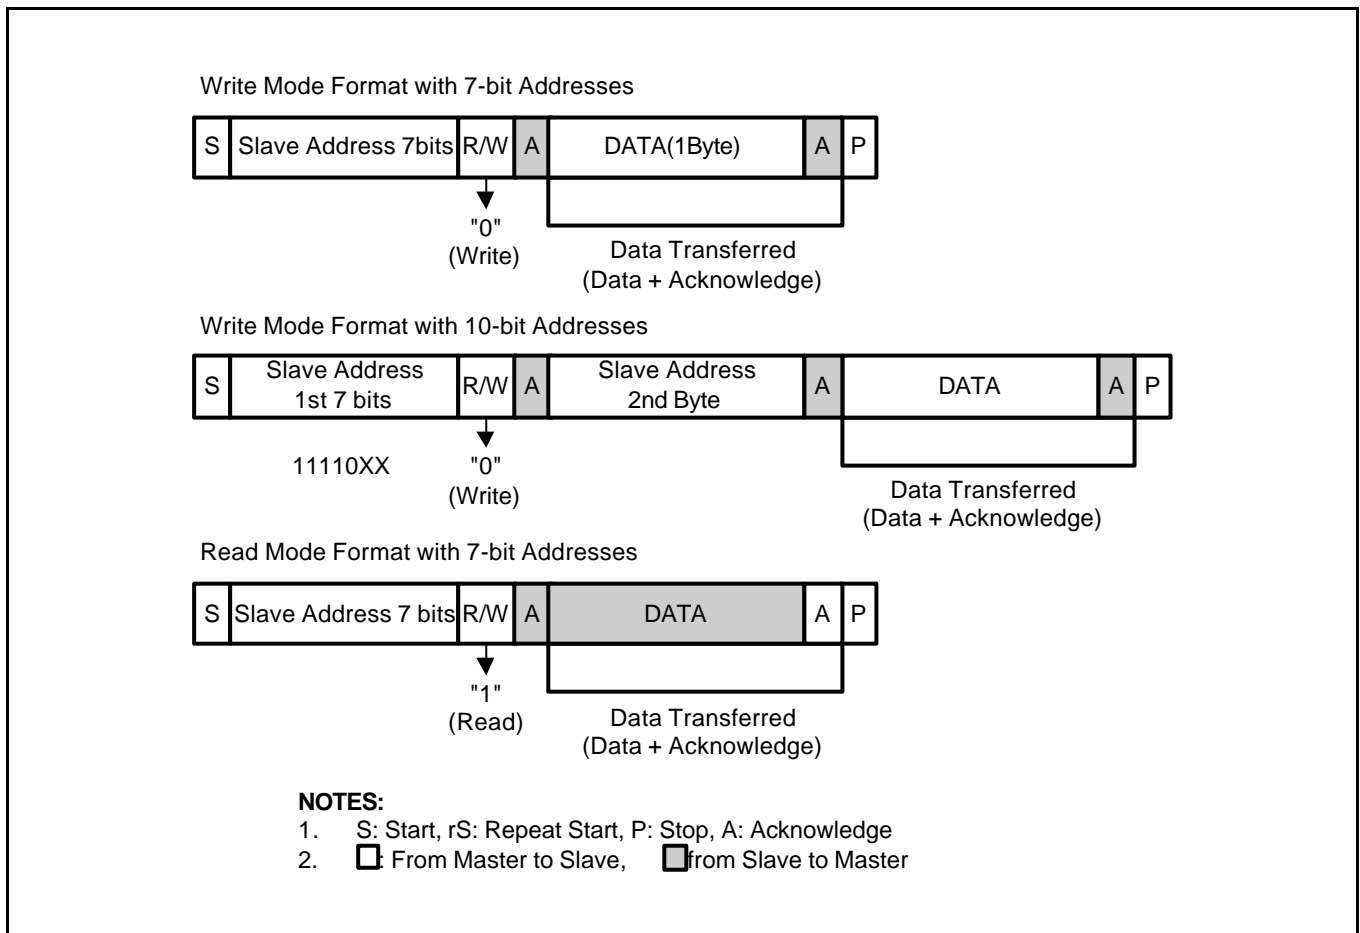 Write Mode Format with 7-bit Addresses
S Slave Address 7bits R/W A DATA(1Byte) A P
"0"
(Write)
Data Transferred
(Data + Acknowledge)
Write Mode Format with 10-bit Addresses
S Slave Address 1st 7 bits R/W A Slave Address 2nd Byte A DATA A P
11110XX
"0"
(Write)
Data Transferred
(Data + Acknowledge)
Read Mode Format with 7-bit Addresses
S Slave Address 7 bits R/W A DATA A P
"1"
(Read)
Data Transferred
(Data + Acknowledge)
NOTES:
1. S: Start, rS: Repeat Start, P: Stop, A: Acknowledge
2. : From Master to Slave, from Slave to Master